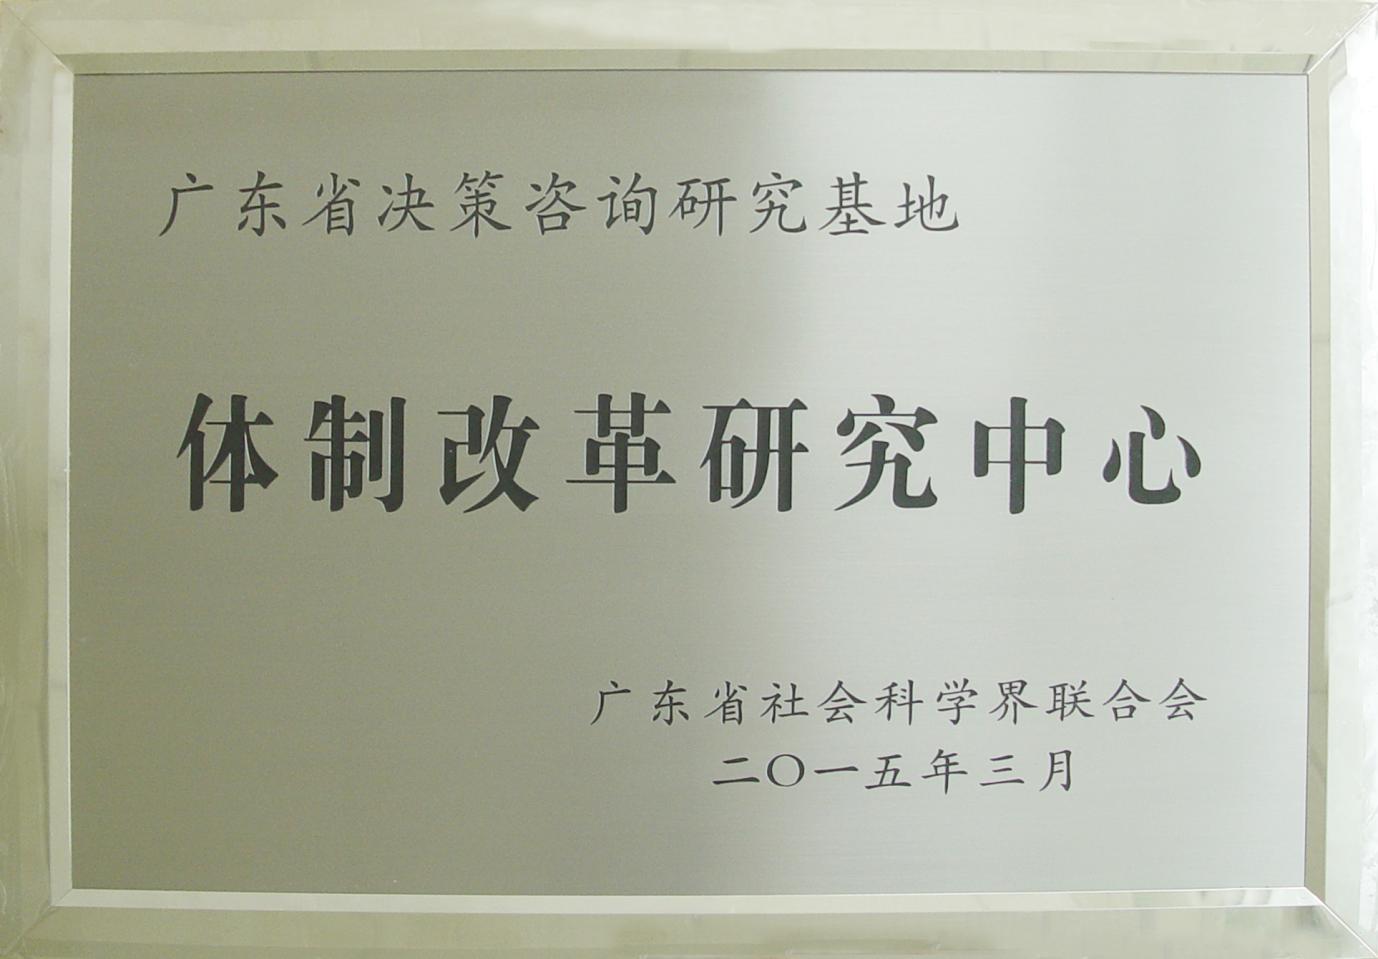 广东省决策咨询研究基地
体制改革研究中心
广东省社会科学界联合会
二〇一五年三月